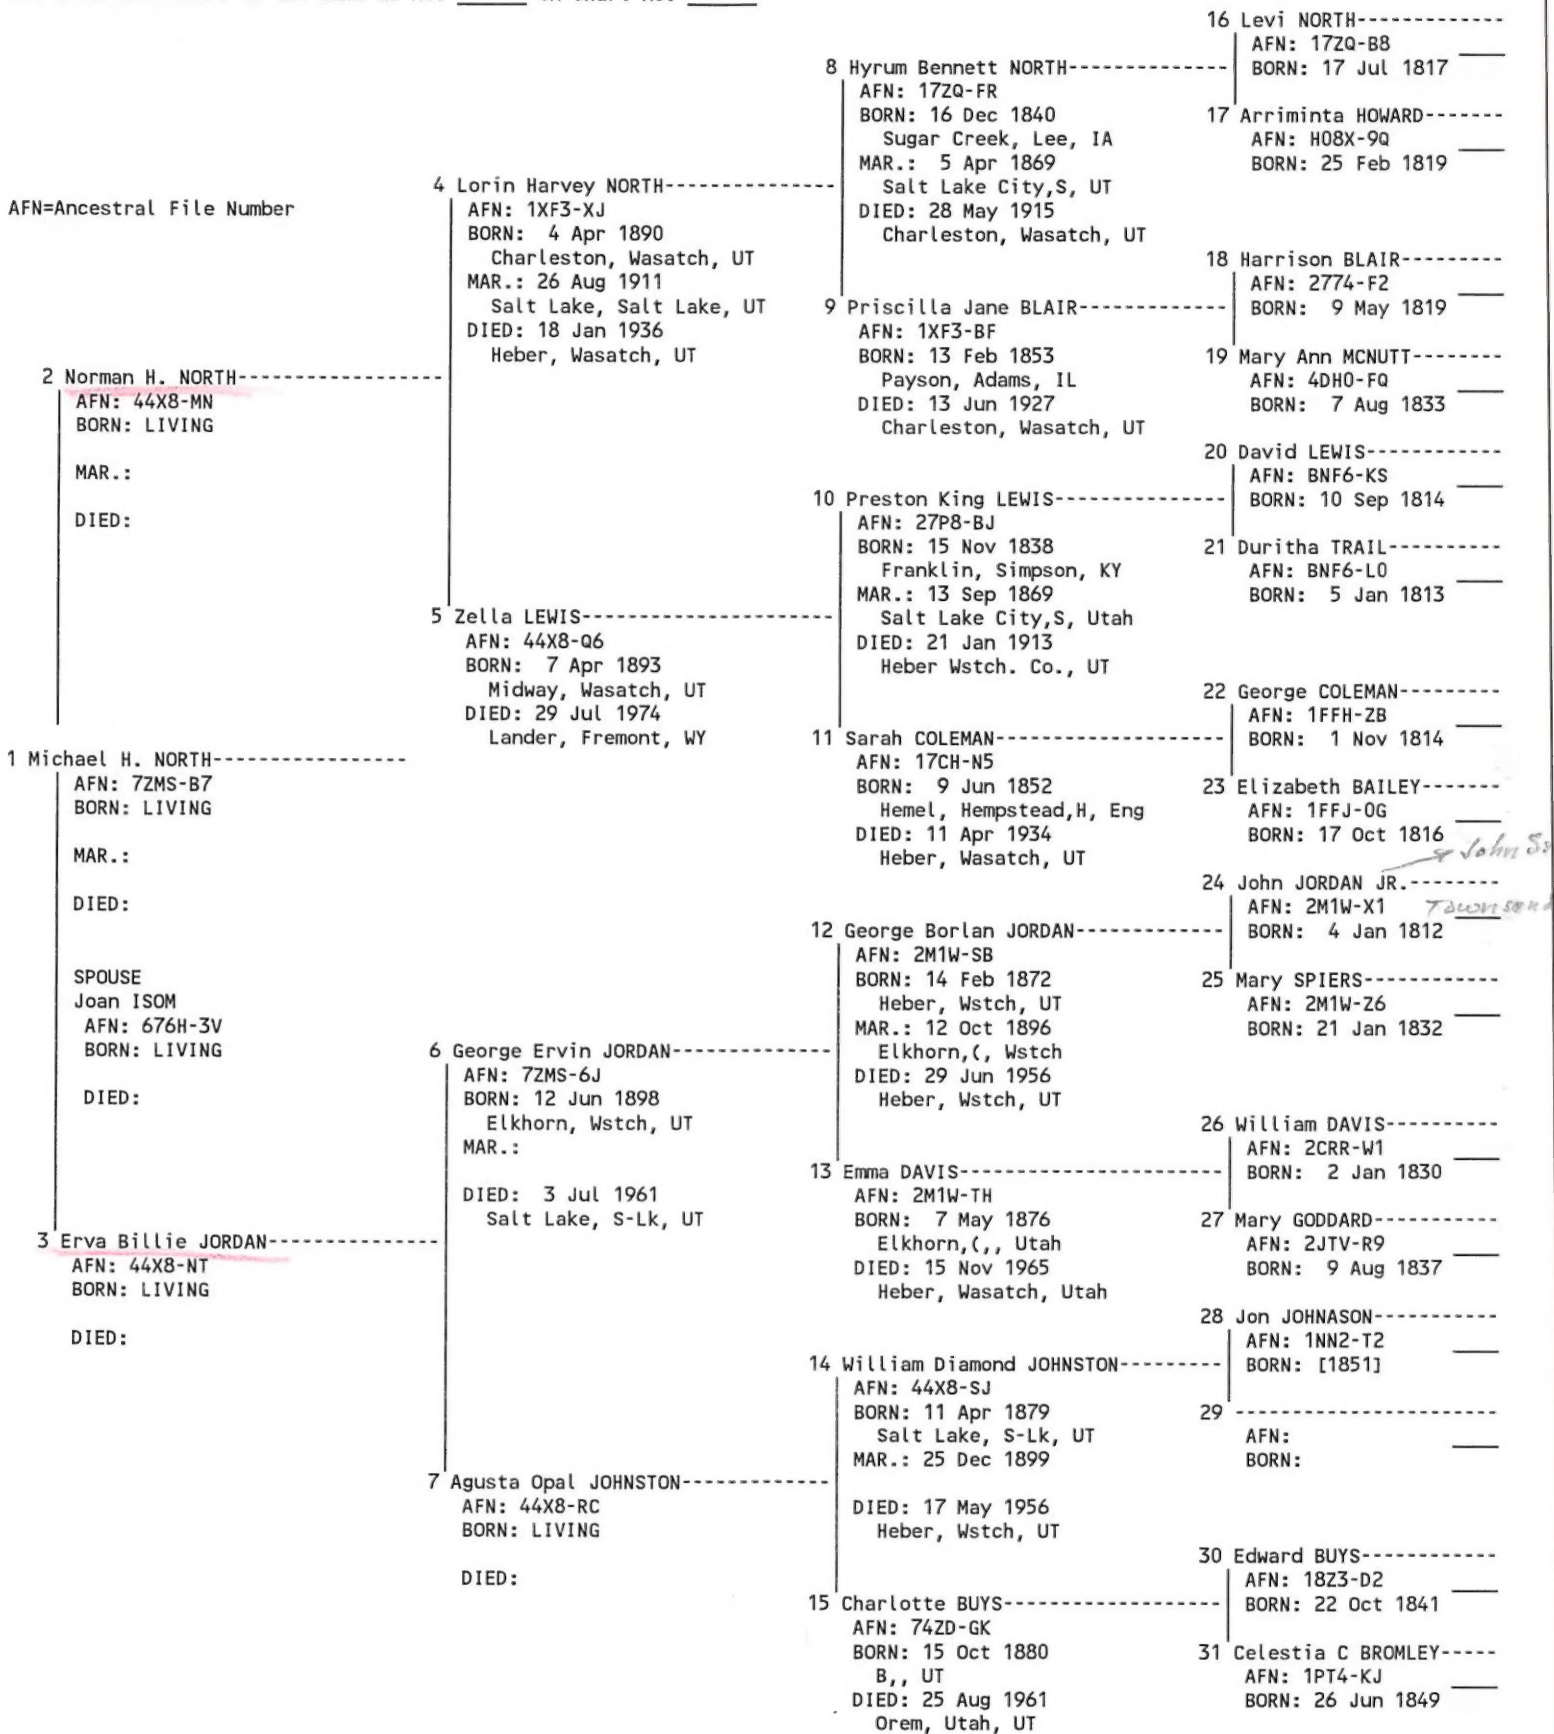 16 Levi NORTH-------------
AFN: 17ZQ-B8
BORN: 17 Jul 1817
8 Hyrum Bennett NORTH--------------
AFN: 17ZQ-FR
BORN: 16 Dec 1840
Sugar Creek, Lee, IA
MAR.: 5 Apr 1869
Salt Lake City,S, UT
DIED: 28 May 1915
Charleston, Wasatch, UT
17 Arriminta HOWARD-------
AFN: H08X-9Q
BORN: 25 Feb 1819
4 Lorin Harvey NORTH---------------
AFN: 1XF3-XJ
BORN: 4 Apr 1890
Charleston, Wasatch, UT
MAR.: 26 Aug 1911
Salt Lake, Salt Lake, UT
DIED: 18 Jan 1936
Heber, Wasatch, UT
AFN=Ancestral File Number
18 Harrison BLAIR---------
AFN: 2774-F2
BORN: 9 May 1819
9 Priscilla Jane BLAIR-------------
AFN: 1XF3-BF
BORN: 13 Feb 1853
Payson, Adams, IL
DIED: 13 Jun 1927
Charleston, Wasatch, UT
19 Mary Ann MCNUTT--------
AFN: 4DH0-FQ
BORN: 7 Aug 1833
2 Norman H. NORTH------------------
AFN: 44X8-MN
BORN: LIVING
MAR.:
DIED:
20 David LEWIS------------
AFN: BNF6-KS
BORN: 10 Sep 1814
10 Preston King LEWIS---------------
AFN: 27P8-BJ
BORN: 15 Nov 1838
Franklin, Simpson, KY
MAR.: 13 Sep 1869
Salt Lake City,S, Utah
DIED: 21 Jan 1913
Heber Wstch. Co., UT
21 Duritha TRAIL----------
AFN: BNF6-L0
BORN: 5 Jan 1813
5 Zella LEWIS----------------------
AFN: 44X8-Q6
BORN: 7 Apr 1893
Midway, Wasatch, UT
DIED: 29 Jul 1974
Lander, Fremont, WY
22 George COLEMAN---------
AFN: 1FFH-ZB
BORN: 1 Nov 1814
11 Sarah COLEMAN--------------------
AFN: 17CH-N5
BORN: 9 Jun 1852
Hemel, Hempstead,H, Eng
DIED: 11 Apr 1934
Heber, Wasatch, UT
23 Elizabeth BAILEY-------
AFN: 1FFJ-0G
BORN: 17 Oct 1816
1 Michael H. NORTH-----------------
AFN: 7ZMS-B7
BORN: LIVING
MAR.:
DIED:
SPOUSE
Joan ISOM
AFN: 676H-3V
BORN: LIVING
DIED:
John
24 John JORDAN JR.--------
AFN: 2M1W-X1
BORN: 4 Jan 1812
12 George Borlan JORDAN-------------
AFN: 2M1W-SB
BORN: 14 Feb 1872
Heber, Wstch, UT
MAR.: 12 Oct 1896
Elkhorn,(, Wstch
DIED: 29 Jun 1956
Heber, Wstch, UT
25 Mary SPIERS------------
AFN: 2M1W-Z6
BORN: 21 Jan 1832
6 George Ervin JORDAN--------------
AFN: 7ZMS-6J
BORN: 12 Jun 1898
Elkhorn, Wstch, UT
MAR.:
DIED: 3 Jul 1961
Salt Lake, S-Lk, UT
26 William DAVIS----------
AFN: 2CRR-W1
BORN: 2 Jan 1830
13 Emma DAVIS-----------------------
AFN: 2M1W-TH
BORN: 7 May 1876
Elkhorn,(,, Utah
DIED: 15 Nov 1965
Heber, Wasatch, Utah
27 Mary GODDARD-----------
AFN: 2JTV-R9
BORN: 9 Aug 1837
3 Erva Billie JORDAN---------------
AFN: 44X8-NT
BORN: LIVING
DIED:
28 Jon JOHNASON-----------
AFN: 1NN2-T2
BORN: [1851]
14 William Diamond JOHNSTON---------
AFN: 44X8-SJ
BORN: 11 Apr 1879
Salt Lake, S-Lk, UT
MAR.: 25 Dec 1899
DIED: 17 May 1956
Heber, Wstch, UT
29 -----------------------
AFN:
BORN:
7 Agusta Opal JOHNSTON-------------
AFN: 44X8-RC
BORN: LIVING
DIED:
30 Edward BUYS------------
AFN: 18Z3-D2
BORN: 22 Oct 1841
15 Charlotte BUYS-------------------
AFN: 74ZD-GK
BORN: 15 Oct 1880
B,, UT
DIED: 25 Aug 1961
Orem, Utah, UT
31 Celestia C BROMLEY-----
AFN: 1PT4-KJ
BORN: 26 Jun 1849